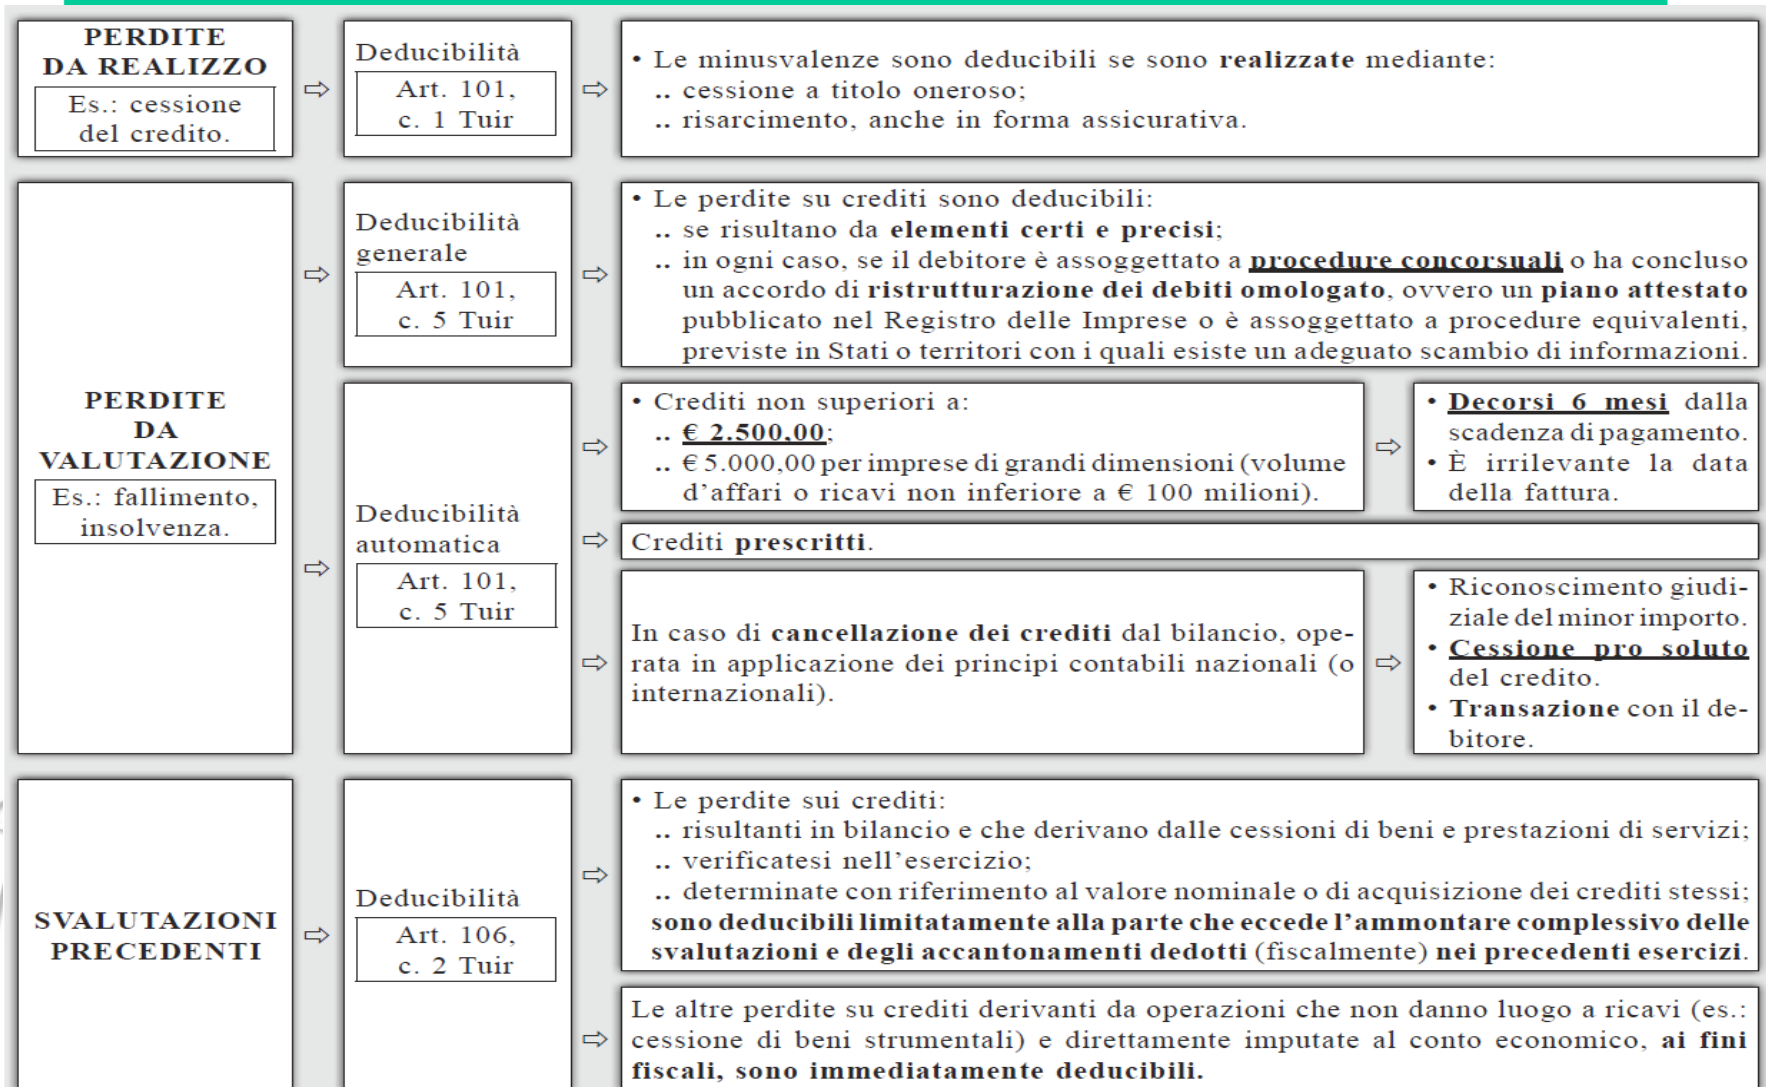 PERDITE
DA REALIZZO
Es.: cessione
del credito.
Deducibilità
Art. 101,
c. 1 Tuir
• Le minusvalenze sono deducibili se sono realizzate mediante:
.. cessione a titolo oneroso;
.. risarcimento, anche in forma assicurativa.
PERDITE
DA
VALUTAZIONE
Es.: fallimento,
insolvenza.
Deducibilità
generale
Art. 101,
c. 5 Tuir
• Le perdite su crediti sono deducibili:
.. se risultano da elementi certi e precisi;
.. in ogni caso, se il debitore è assoggettato a procedure concorsuali o ha concluso
un accordo di ristrutturazione dei debiti omologato, ovvero un piano attestato
pubblicato nel Registro delle Imprese o è assoggettato a procedure equivalenti,
previste in Stati o territori con i quali esiste un adeguato scambio di informazioni.
Deducibilità
automatica
Art. 101,
c. 5 Tuir
• Crediti non superiori a:
.. € 2.500,00;
.. € 5.000,00 per imprese di grandi dimensioni (volume
d'affari o ricavi non inferiore a € 100 milioni).
• Decorsi 6 mesi dalla
scadenza di pagamento.
• È irrilevante la data
della fattura.
Crediti prescritti.
In caso di cancellazione dei crediti dal bilancio, ope-
rata in applicazione dei principi contabili nazionali (o
internazionali).
• Riconoscimento giudi-
ziale del minor importo.
• Cessione pro soluto
del credito.
• Transazione con il de-
bitore.
SVALUTAZIONI
PRECEDENTI
Deducibilità
Art. 106,
c. 2 Tuir
• Le perdite sui crediti:
.. risultanti in bilancio e che derivano dalle cessioni di beni e prestazioni di servizi;
.. verificatesi nell'esercizio;
.. determinate con riferimento al valore nominale o di acquisizione dei crediti stessi;
sono deducibili limitatamente alla parte che eccede l'ammontare complessivo delle
svalutazioni e degli accantonamenti dedotti (fiscalmente) nei precedenti esercizi.
Le altre perdite su crediti derivanti da operazioni che non danno luogo a ricavi (es.:
cessione di beni strumentali) e direttamente imputate al conto economico, ai fini
fiscali, sono immediatamente deducibili.